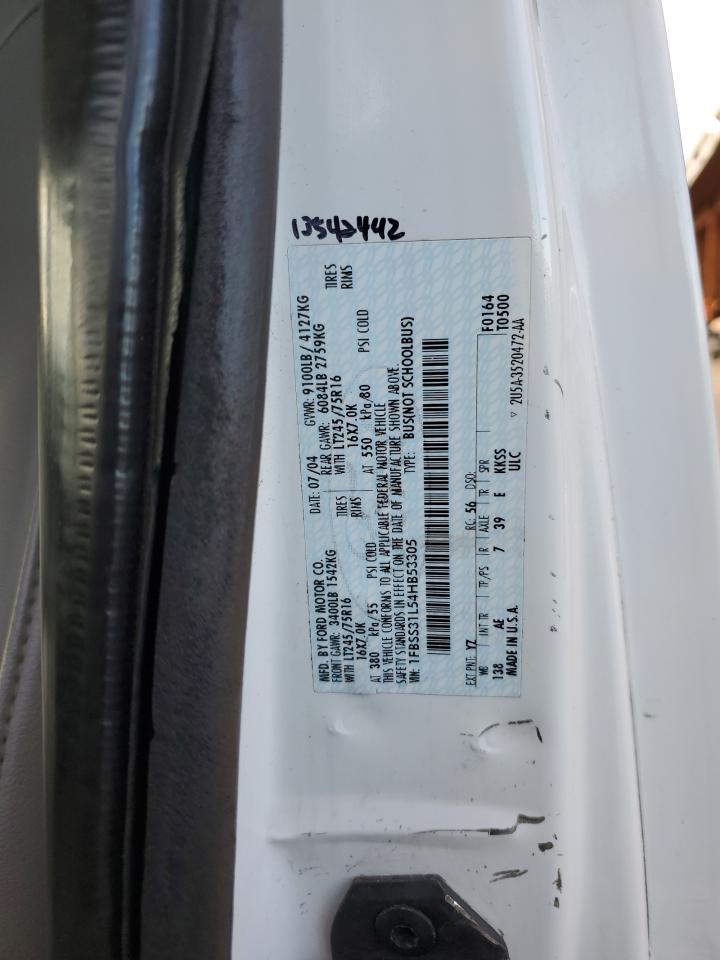 13542442
MFD. BY FORD MOTOR CO.
DATE: 07/04
GVWR: 9100LB/ 4127KG
FRONT GAWR: 3400LB 1542KG
REAR GAWR: 6084LB 2759KG
WITH LT245/75R16 TIRES
WITH LT245/75R16 TIRES
16X7.0K RIMS
16X7.0K RIMS
AT 380 kPa/55 PSI COLD
AT 550 kPa/80 PSI COLD
THIS VEHICLE CONFORMS TO ALL APPLICABLE FEDERAL MOTOR VEHICLE
SAFETY STANDARDS IN EFFECT ON THE DATE OF MANUFACTURE SHOWN ABOVE.
VIN: 1FBSS31L54HB53305
TYPE: BUS(NOT SCHOOLBUS)
EXT PNT: YZ RC: 56 DSO: F0164
T0500
WB INT TR TP/PS R AXLE TR SPR
138 AE 7 39 E KKSS
ULC
MADE IN U.S.A.
▽ 2U5A-3520472-AA